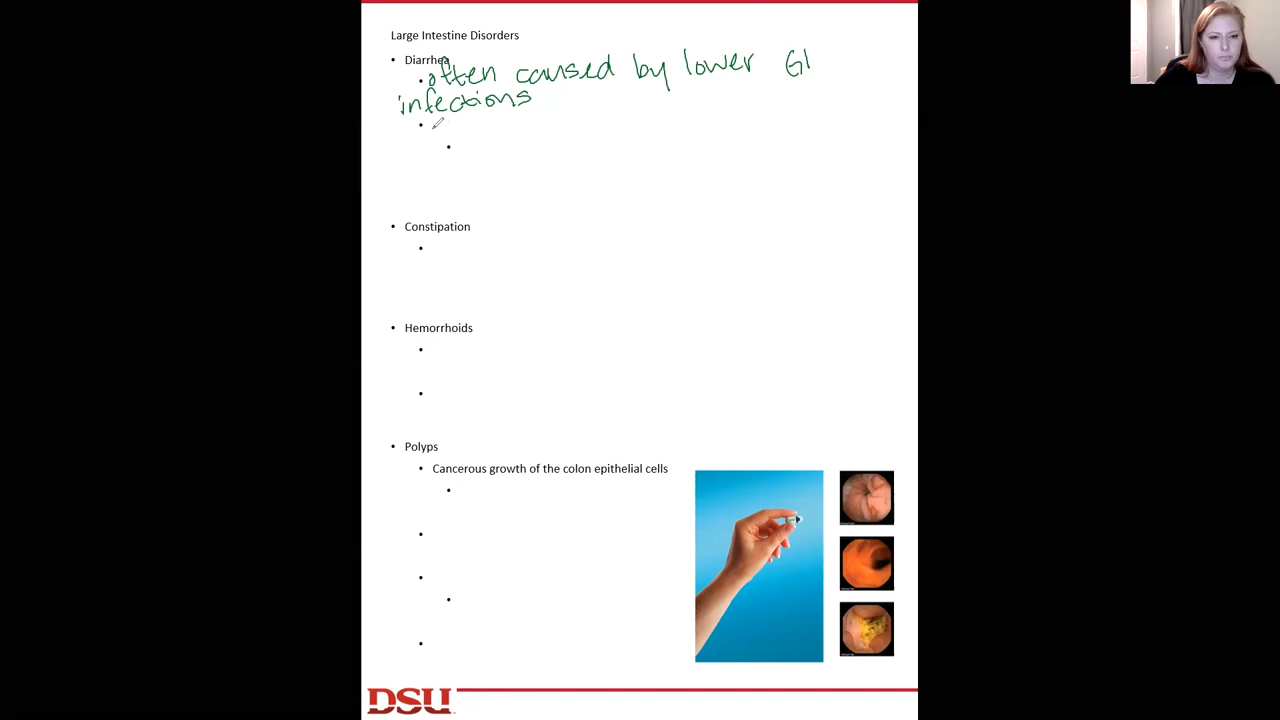 Large Intestine Disorders
• Diarrhea
• often caused by lower GI
infections
•
•
• Constipation
•
• Hemorrhoids
•
•
• Polyps
• Cancerous growth of the colon epithelial cells
•
•
•
•
•
DSU